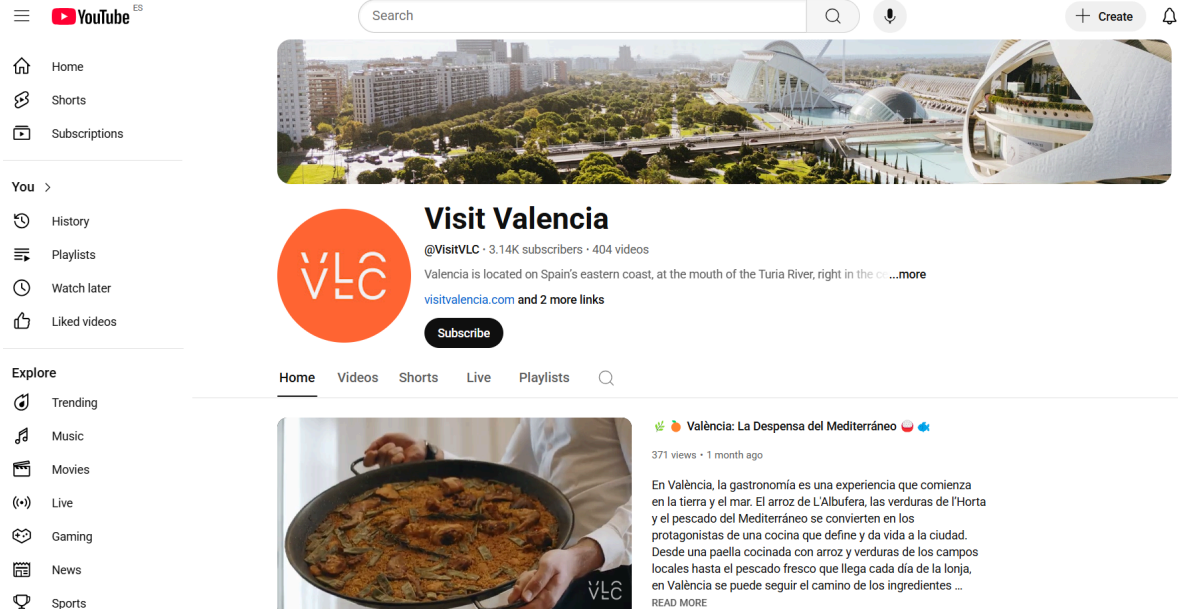 YouTube ES
Search
Create
Home
Shorts
Subscriptions
You
History
Playlists
Watch later
Liked videos
Explore
Trending
Music
Movies
Live
Gaming
News
Sports
Visit Valencia
@VisitVLC · 3.14K subscribers · 404 videos
Valencia is located on Spain's eastern coast, at the mouth of the Turia River, right in the ...more
visitvalencia.com and 2 more links
VLC
Subscribe
Home Videos Shorts Live Playlists
🌿 🍊 València: La Despensa del Mediterráneo 🍚 🐟
371 views • 1 month ago
En València, la gastronomía es una experiencia que comienza
en la tierra y el mar. El arroz de L'Albufera, las verduras de l'Horta
y el pescado del Mediterráneo se convierten en los
protagonistas de una cocina que define y da vida a la ciudad.
Desde una paella cocinada con arroz y verduras de los campos
locales hasta el pescado fresco que llega cada día de la lonja,
en València se puede seguir el camino de los ingredientes ...
READ MORE
VLC